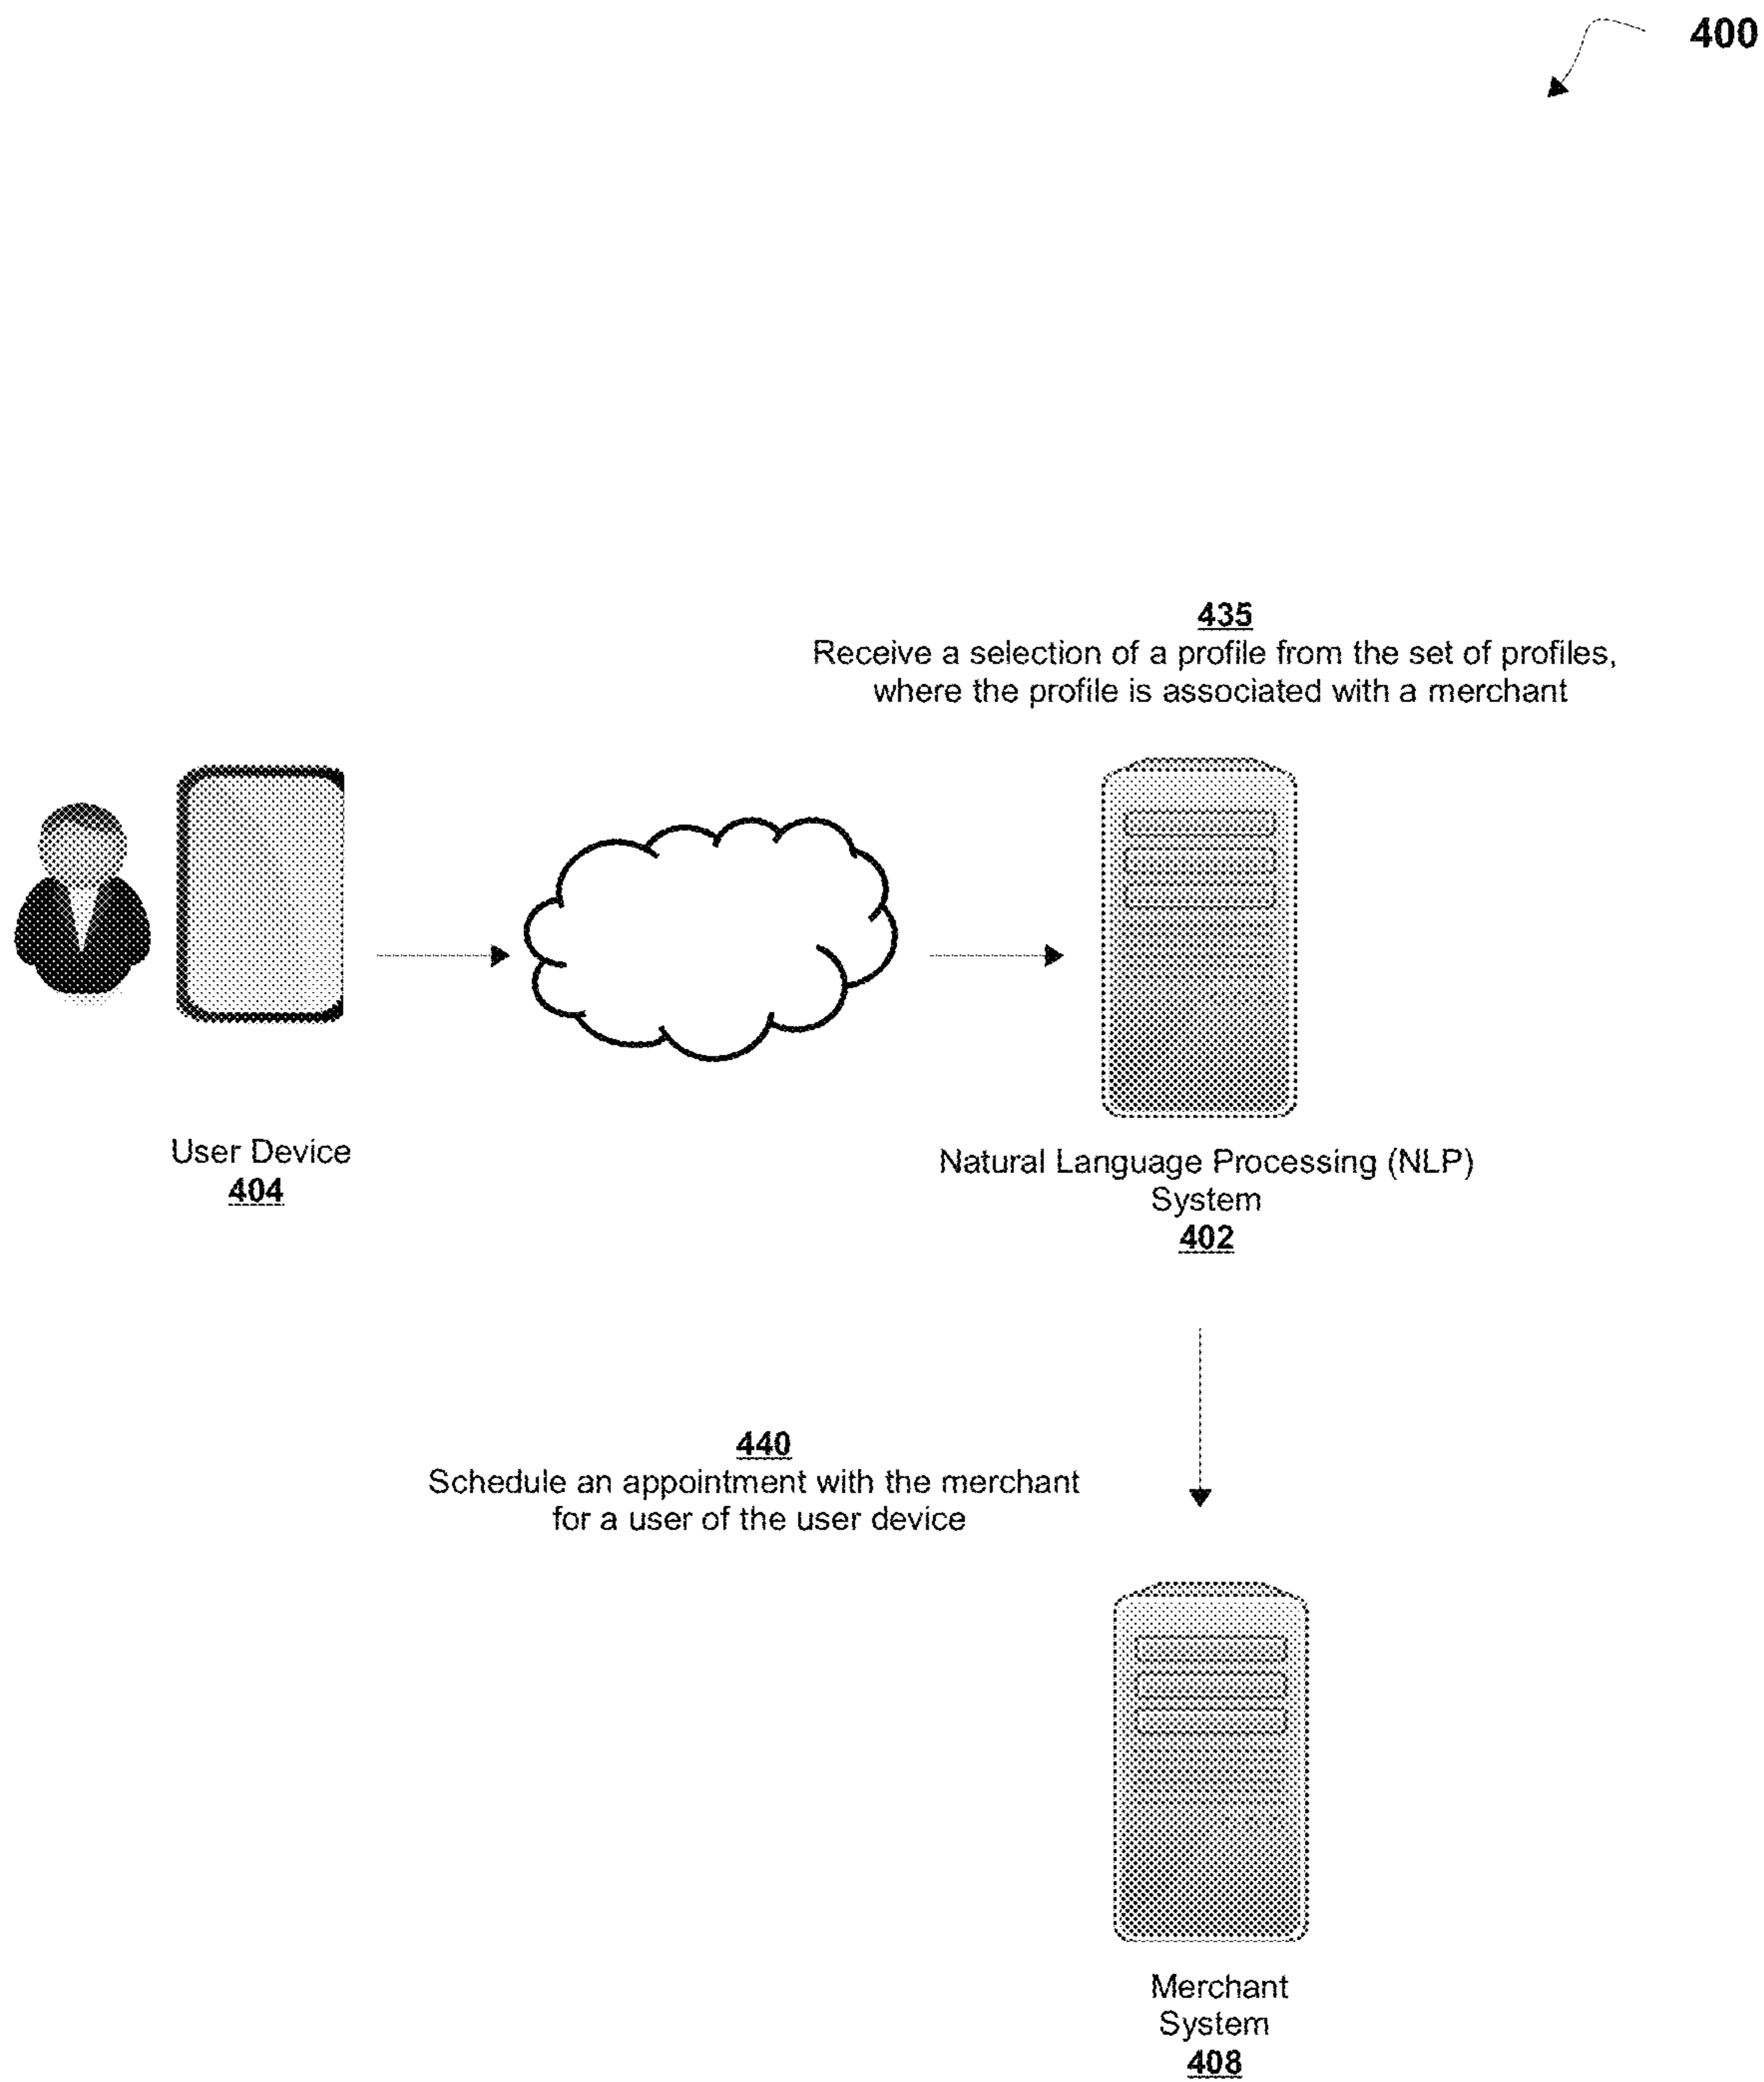 400
435
Receive a selection of a profile from the set of profiles,
where the profile is associated with a merchant
User Device
404
Natural Language Processing (NLP)
System
402
440
Schedule an appointment with the merchant
for a user of the user device
Merchant
System
408